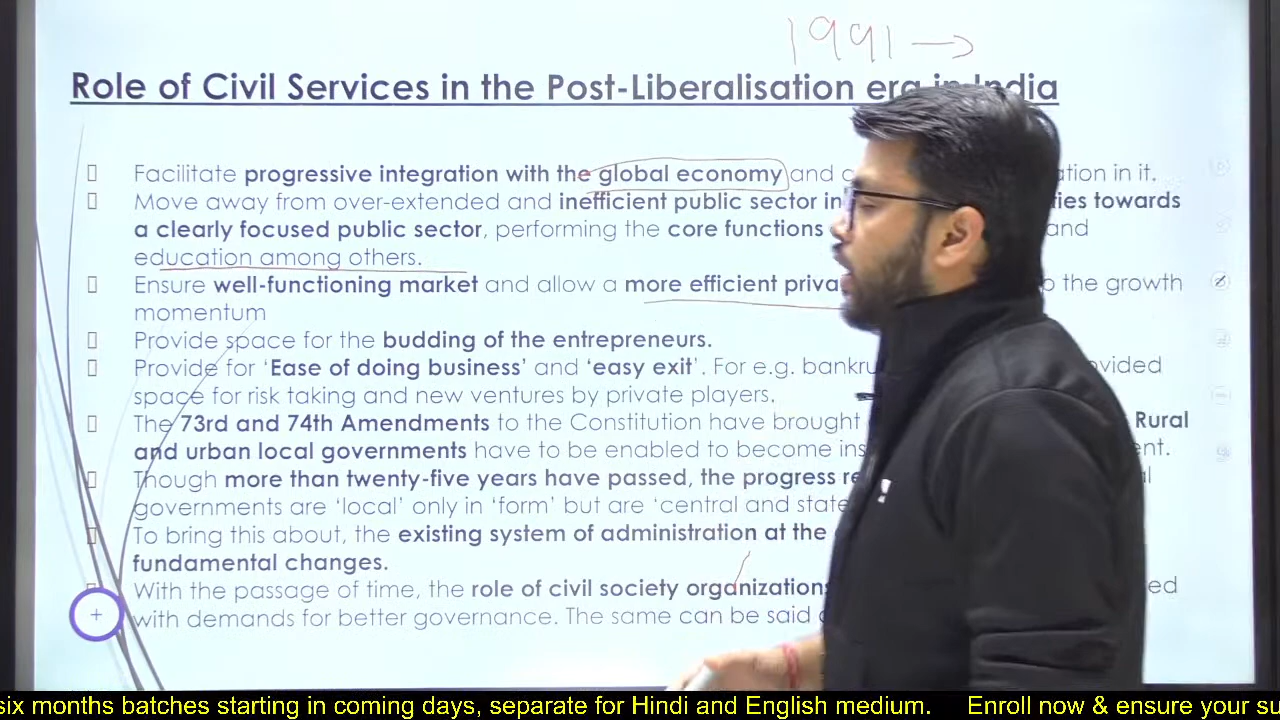 1991 →
Role of Civil Services in the Post-Liberalisation era in India
Facilitate progressive integration with the global economy and in it.
Move away from over-extended and inefficient public sector towards
a clearly focused public sector, performing the core functions and
education among others.
Ensure well-functioning market and allow a more efficient the growth
momentum
Provide space for the budding of the entrepreneurs.
Provide for ‘Ease of doing business’ and ‘easy exit’. For e.g.
space for risk taking and new ventures by private players.
The 73rd and 74th Amendments to the Constitution have brought Rural
and urban local governments have to be enabled to become
Though more than twenty-five years have passed, the progress
governments are ‘local’ only in ‘form’ but are ‘central and state
To bring this about, the existing system of administration at the
fundamental changes.
With the passage of time, the role of civil society organizations
with demands for better governance. The same can be said
six months batches starting in coming days, separate for Hindi and English medium. Enroll now & ensure your